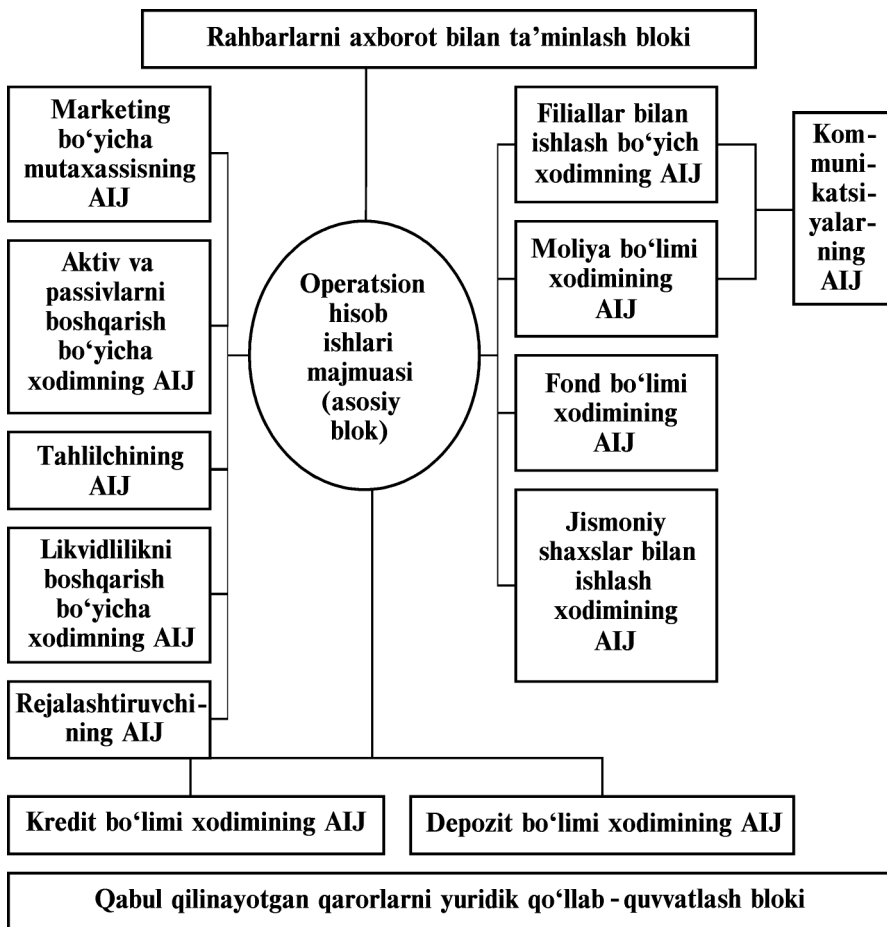 Rahbarlarni axborot bilan ta’minlash bloki
Marketing
bo‘yicha
mutaxassisning
AIJ
Aktiv va
passivlarni
boshqarish
bo‘yicha
xodimning AIJ
Tahlilchining
AIJ
Likvidlilikni
boshqarish
bo‘yicha
xodimning AIJ
Rejalashtiruvchi-
ning AIJ
Operatsion
hisob
ishlari
majmuasi
(asosiy
blok)
Filiallar bilan
ishlash bo‘yich
xodimning AIJ
Moliya bo‘limi
xodimining
AIJ
Fond bo‘limi
xodimining
AIJ
Jismoniy
shaxslar bilan
ishlash
xodimining
AIJ
Kom-
muni-
katsi-
yalar-
ning
AIJ
Kredit bo‘limi xodimining AIJ
Depozit bo‘limi xodimining AIJ
Qabul qilinayotgan qarorlarni yuridik qo‘llab-quvvatlash bloki